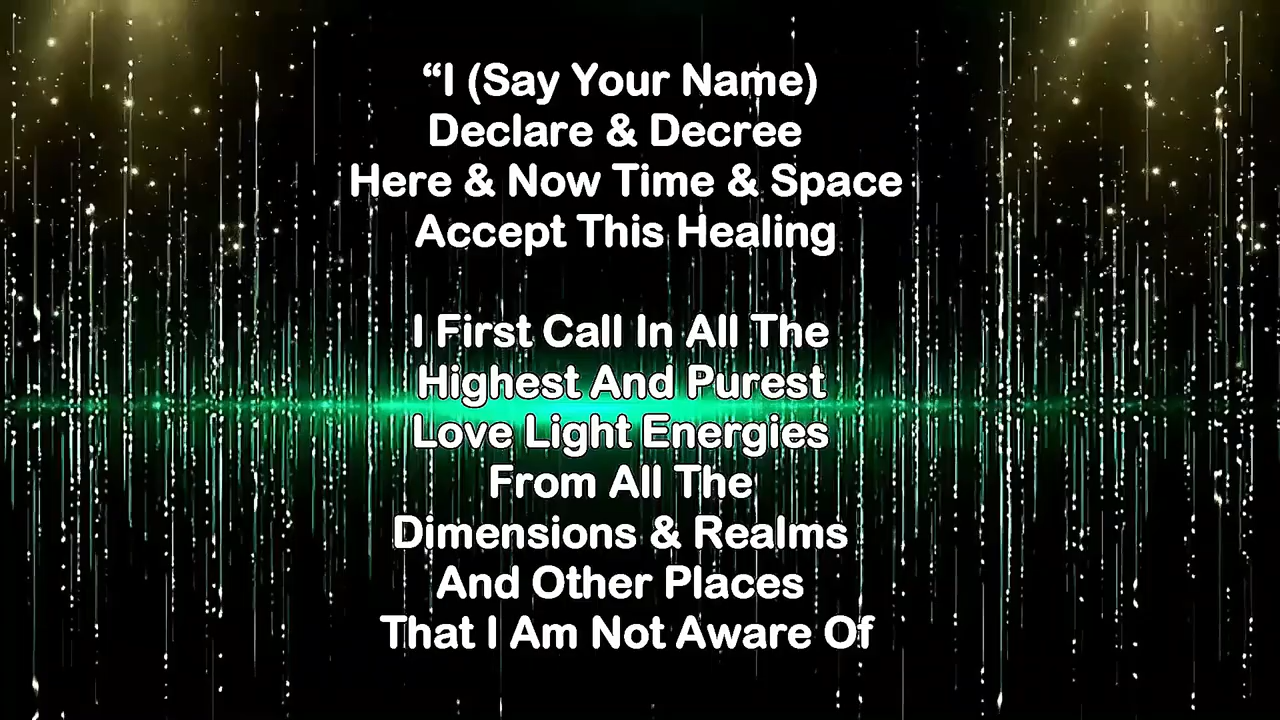 “I (Say Your Name)
Declare & Decree
Here & Now Time & Space
Accept This Healing
I First Call In All The
Highest And Purest
Love Light Energies
From All The
Dimensions & Realms
And Other Places
That I Am Not Aware Of